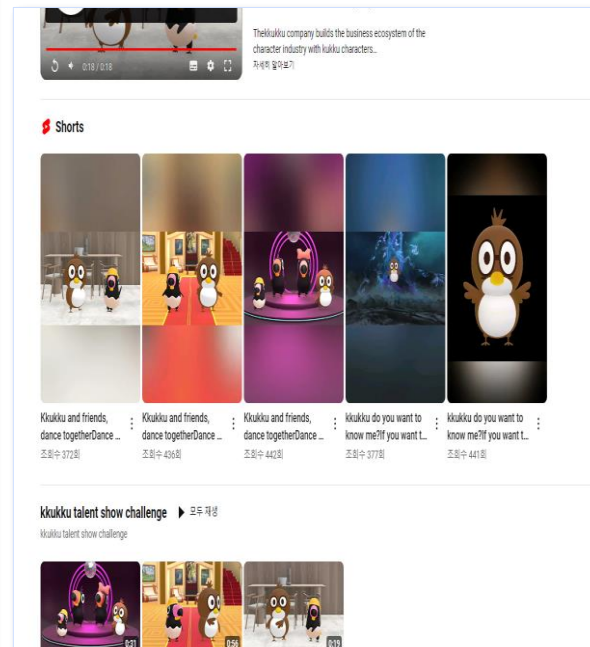 Thekkukku company builds the business ecosystem of the
character industry with kukku characters...
자세히 알아보기
0:18 / 0:18
Shorts
Kkukku and friends,
dance togetherDance ...
조회수 372회
Kkukku and friends,
dance togetherDance ...
조회수 436회
Kkukku and friends,
dance togetherDance ...
조회수 442회
kkukku do you want to
know me?If you want t...
조회수 377회
kkukku do you want to
know me?If you want t...
조회수 441회
kkukku talent show challenge
모두 재생
kkukku talent show challenge
0:31
0:56
0:19